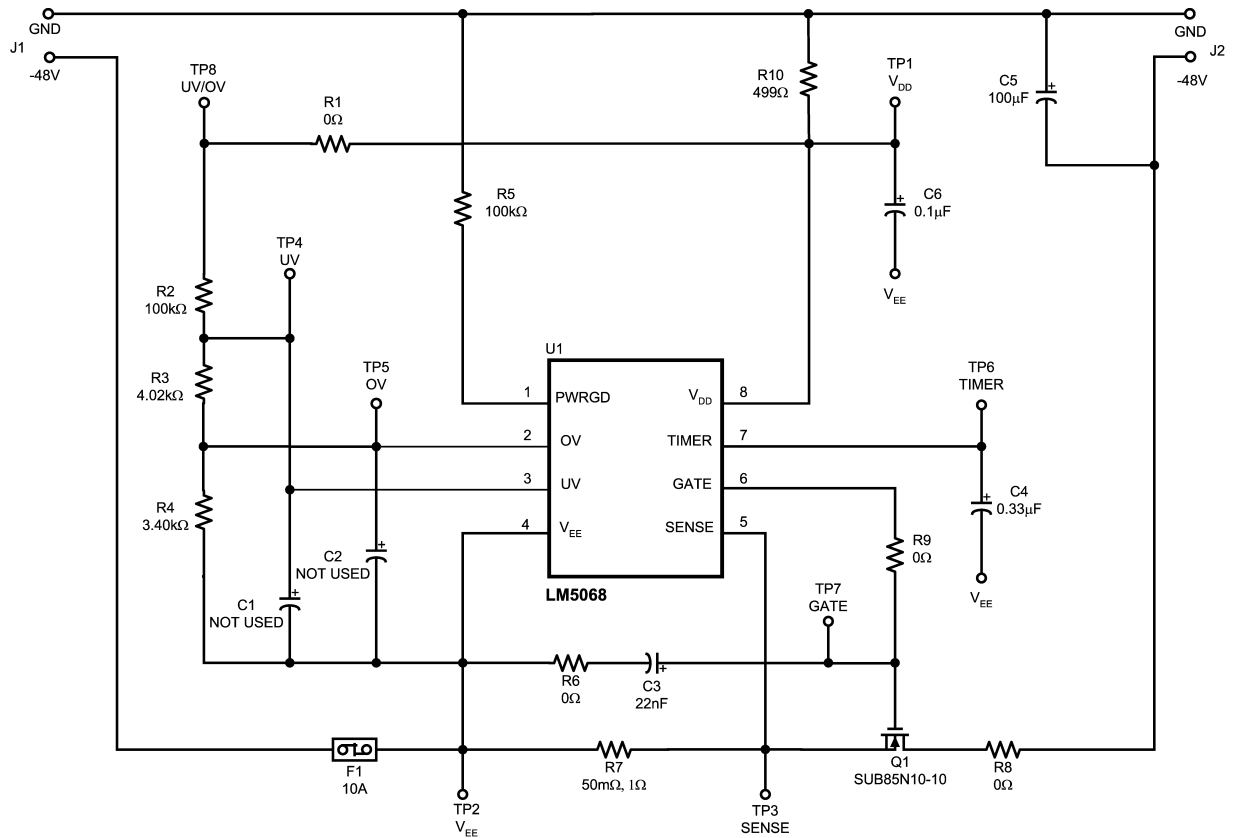 GND
GND
J1
J2
-48V
-48V
TP8
UV/OV
R1
0Ω
R10
499Ω
TP1
VDD
C5
+
100µF
R5
100kΩ
+
C6
0.1µF
VEE
TP4
UV
R2
100kΩ
R3
4.02kΩ
TP5
OV
U1
1
PWRGD
VDD
8
2
OV
TIMER
7
3
UV
GATE
6
4
VEE
SENSE
5
LM5068
TP6
TIMER
+
C4
0.33µF
VEE
R4
3.40kΩ
C2
+
NOT USED
C1
+
NOT USED
R9
0Ω
TP7
GATE
R6
0Ω
+
C3
22nF
F1
10A
R7
50mΩ, 1Ω
Q1
SUB85N10-10
R8
0Ω
TP2
VEE
TP3
SENSE